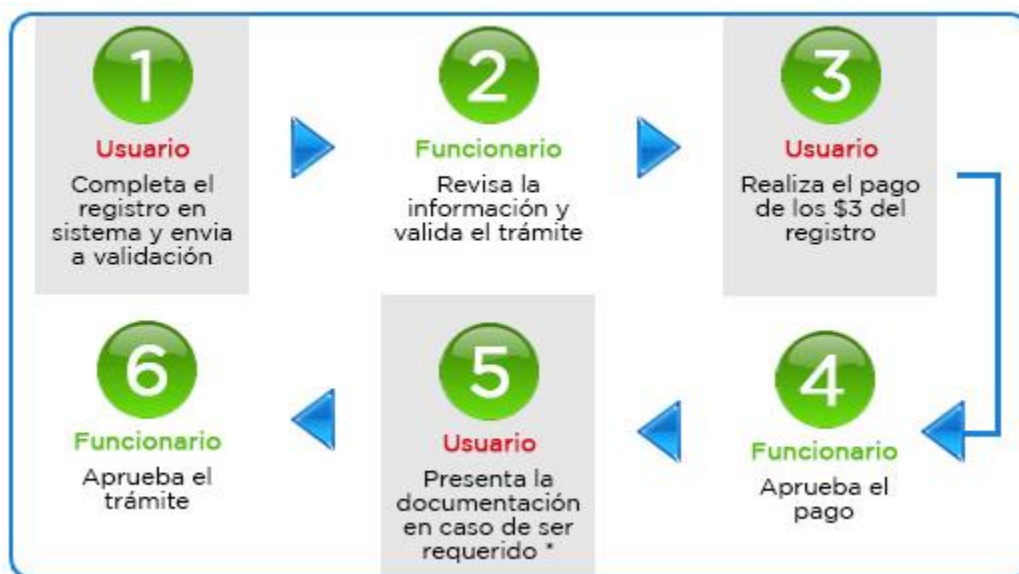 1
Usuario
Completa el
registro en
sistema y envia
a validación
2
Funcionario
Revisa la
información y
valida el trámite
3
Usuario
Realiza el pago
de los $3 del
registro
4
Funcionario
Aprueba el
pago
5
Usuario
Presenta la
documentación
en caso de ser
requerido *
6
Funcionario
Aprueba el
trámite